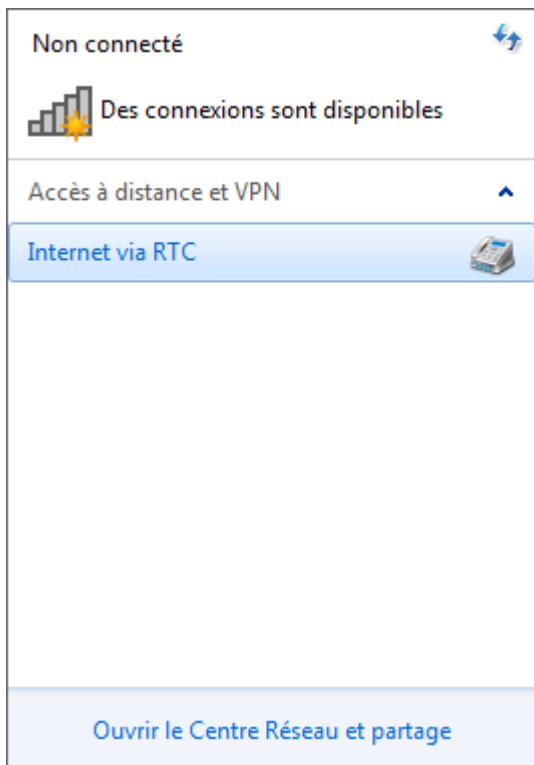 Non connecté
Des connexions sont disponibles
Accès à distance et VPN
Internet via RTC
Ouvrir le Centre Réseau et partage